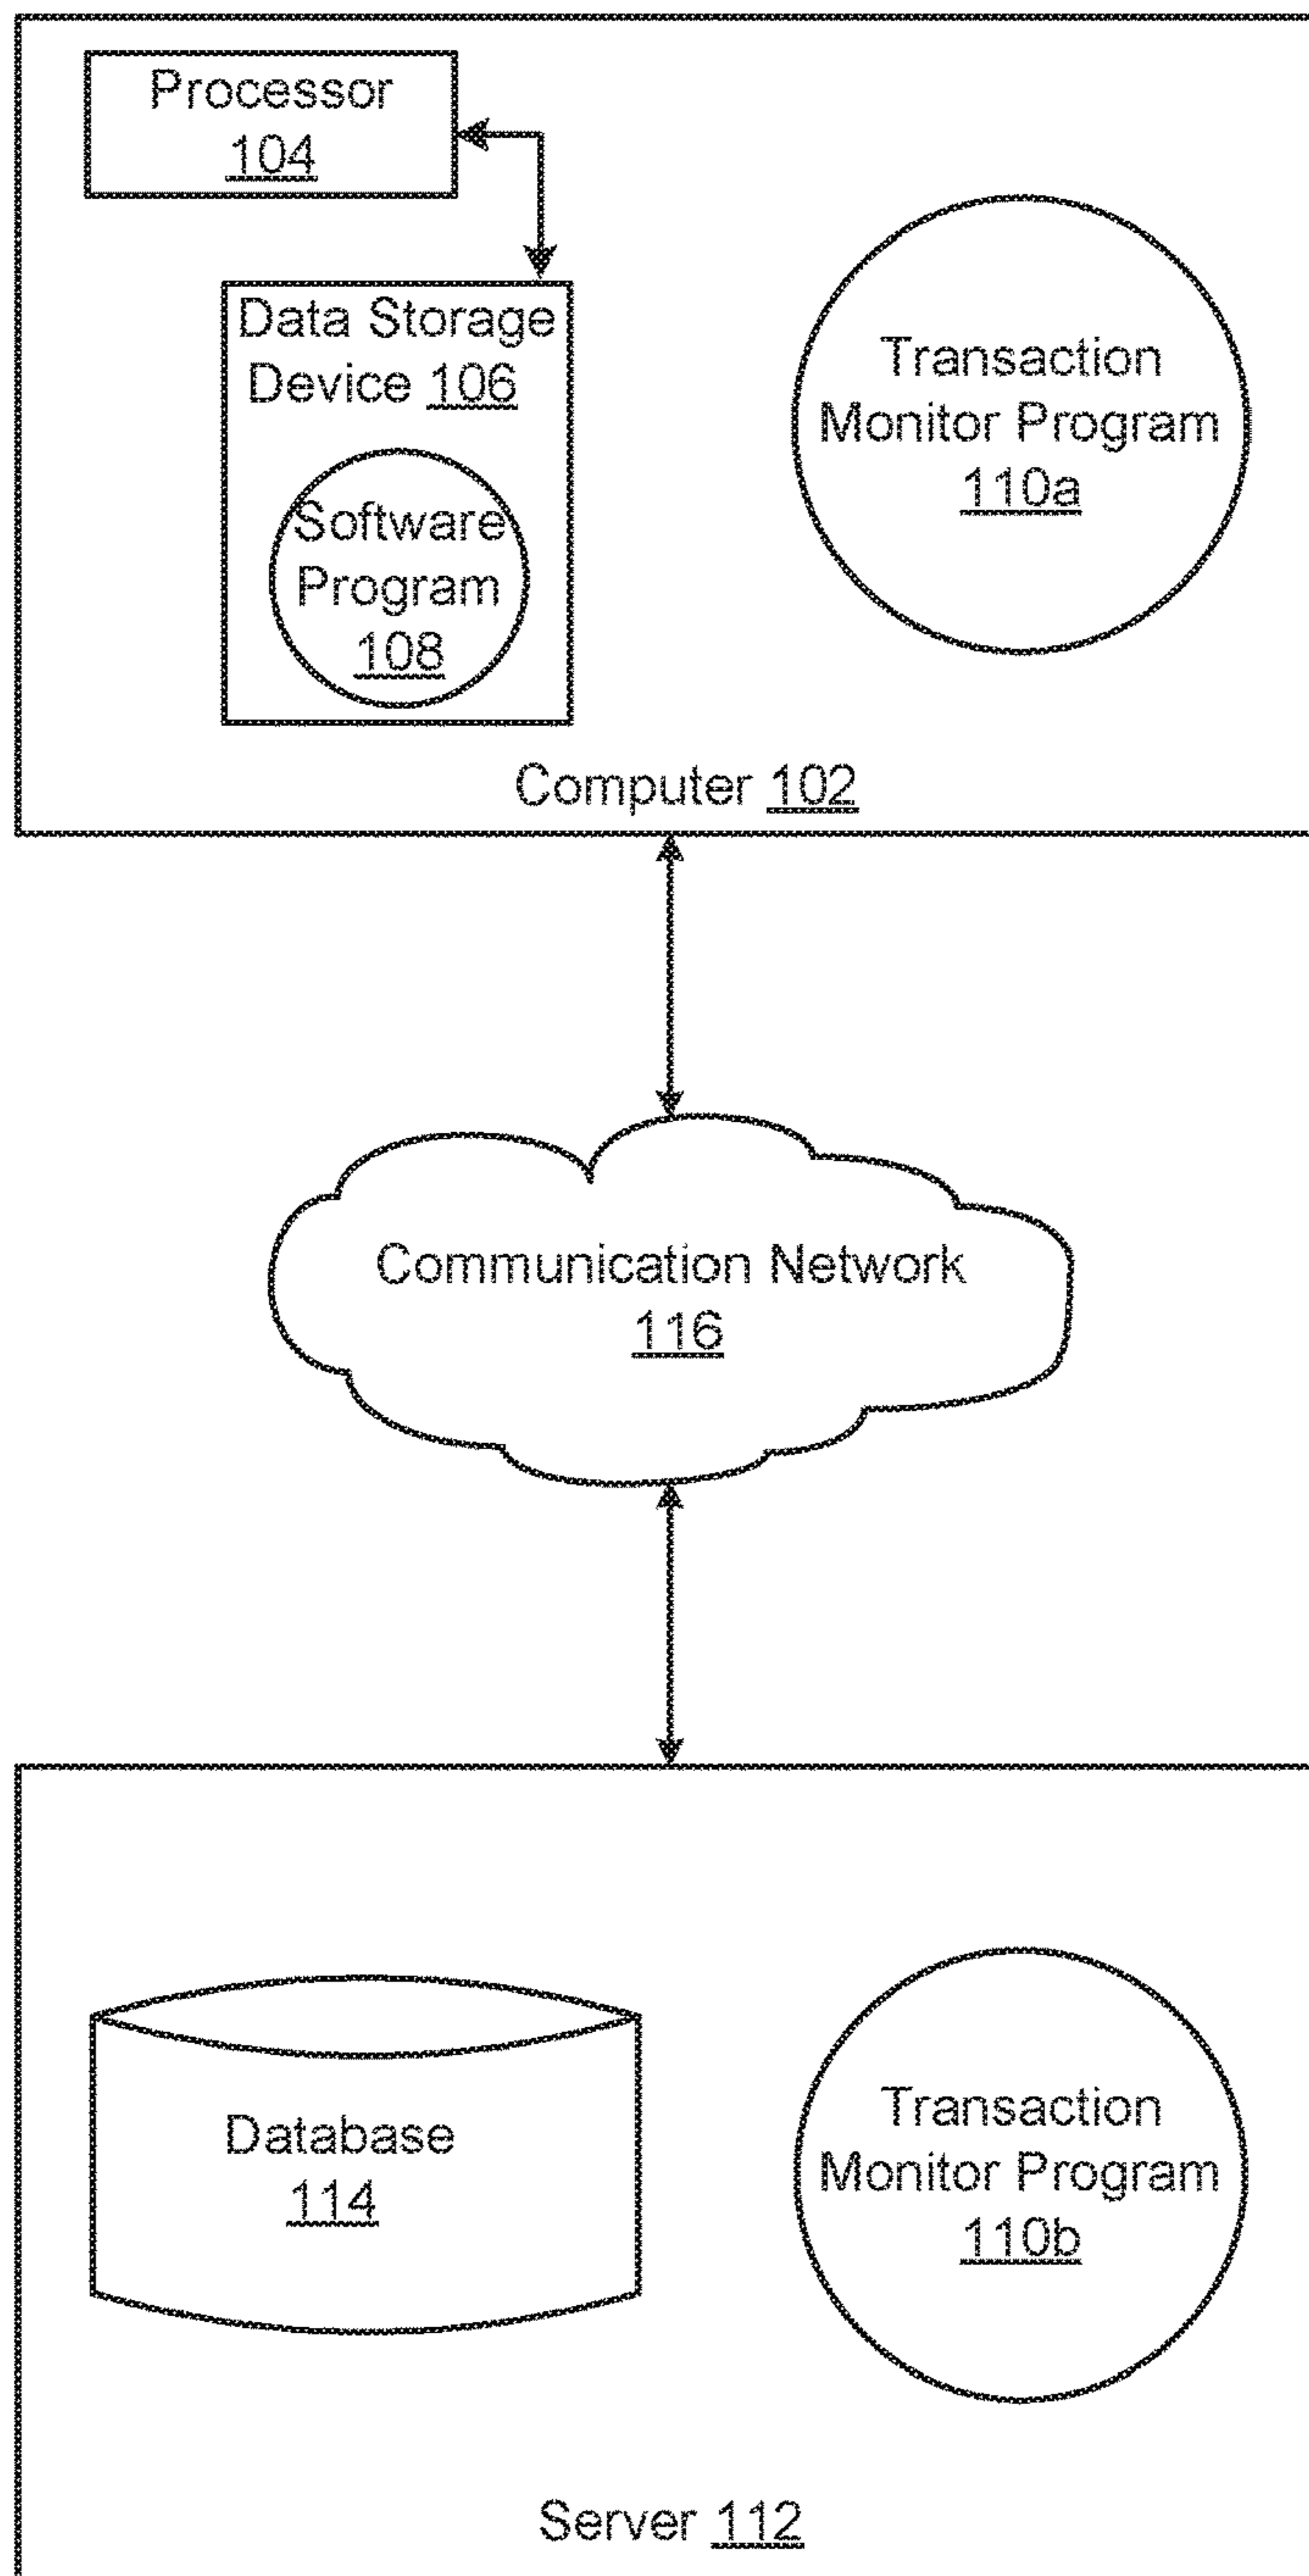 Processor
104
Data Storage
Device 106
Software
Program
108
Transaction
Monitor Program
110a
Computer 102
Communication Network
116
Database
114
Transaction
Monitor Program
110b
Server 112